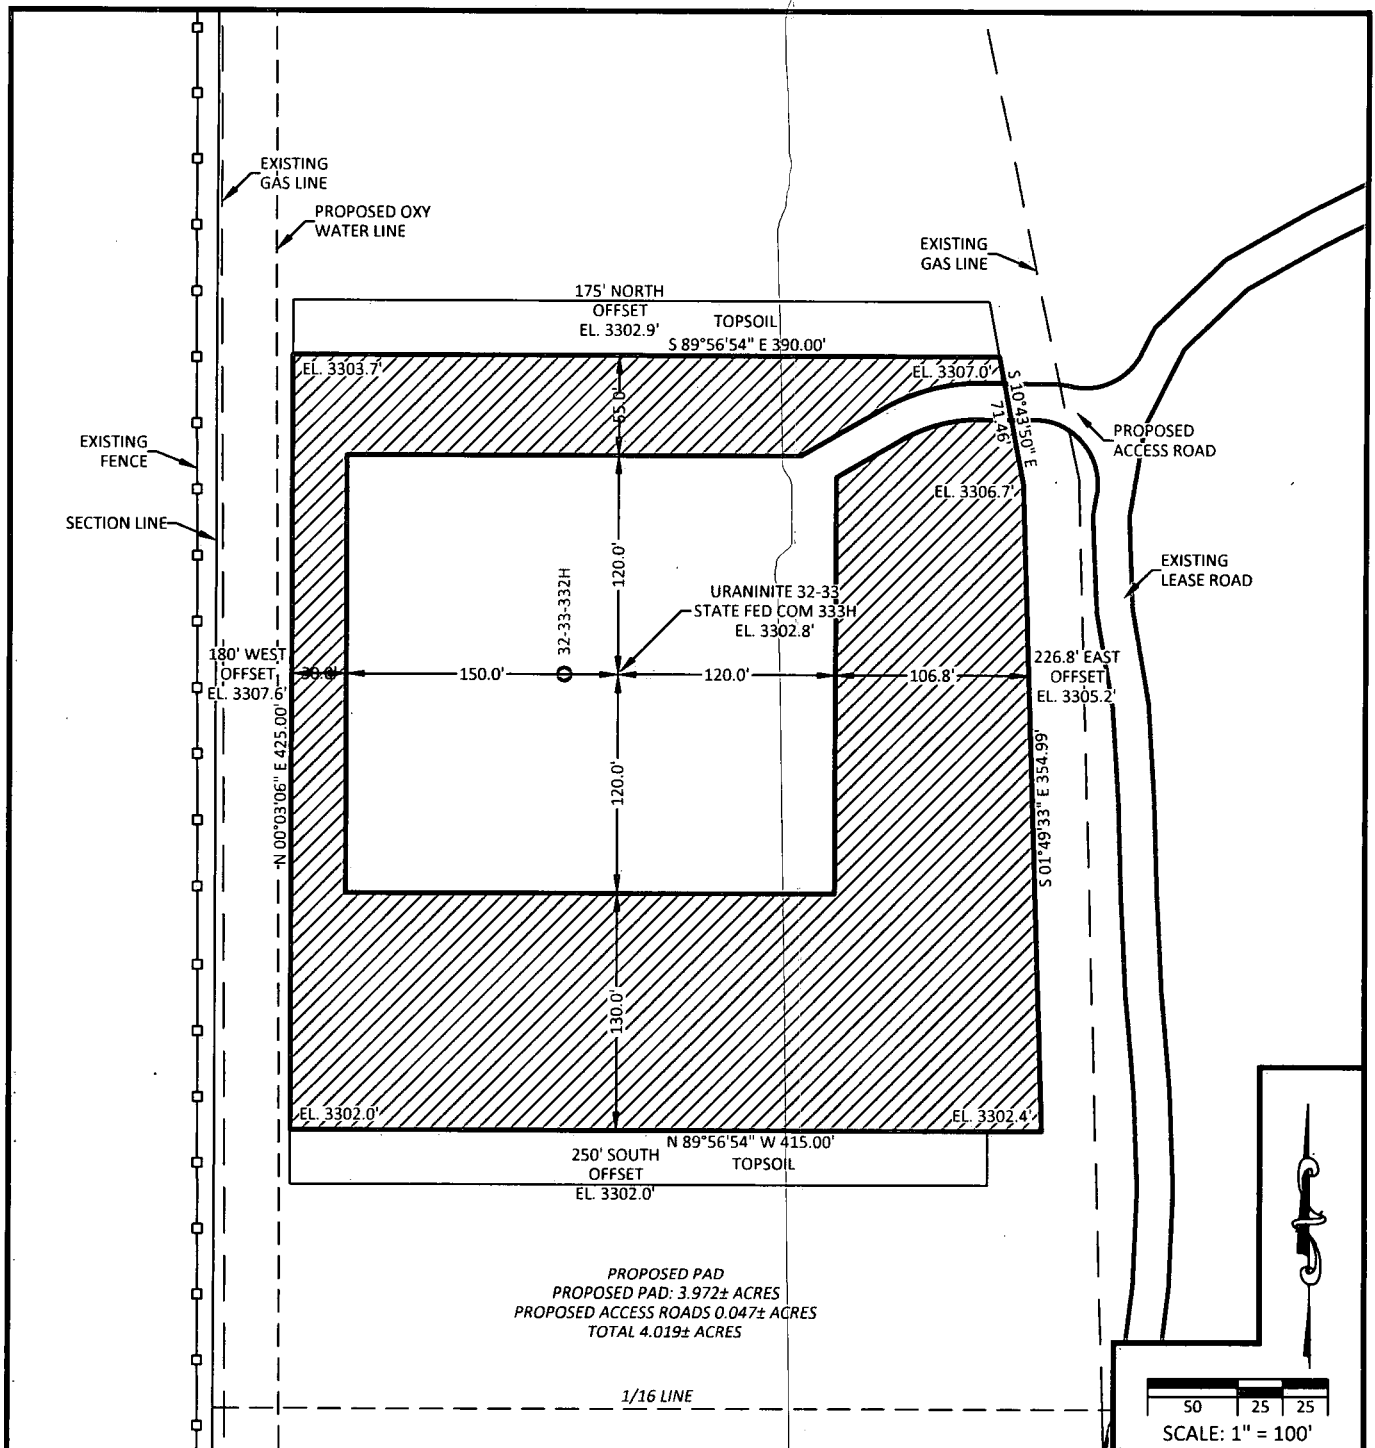 EXISTING
GAS LINE
PROPOSED OXY
WATER LINE
EXISTING
GAS LINE
175' NORTH
OFFSET
EL. 3302.9'
TOPSOIL
S 89°56'54" E 390.00'
EL. 3303.7'
EL. 3307.0'
S 10°43'50" E
71.46'
55.0'
EXISTING
FENCE
PROPOSED
ACCESS ROAD
EL. 3306.7'
SECTION LINE
120.0'
32-33-332H
URANINITE 32-33
STATE FED COM 333H
EL. 3302.8'
EXISTING
LEASE ROAD
180' WEST
OFFSET
EL. 3307.6'
30.0'
150.0'
120.0'
106.8'
226.8' EAST
OFFSET
EL. 3305.2'
N 00°03'06" E 425.00'
120.0'
S 01°49'33" E 354.99'
130.0'
EL. 3302.0'
EL. 3302.4'
N 89°56'54" W 415.00'
250' SOUTH
OFFSET
EL. 3302.0'
TOPSOIL
PROPOSED PAD
PROPOSED PAD: 3.972± ACRES
PROPOSED ACCESS ROADS 0.047± ACRES
TOTAL 4.019± ACRES
1/16 LINE
50 25 25
SCALE: 1" = 100'